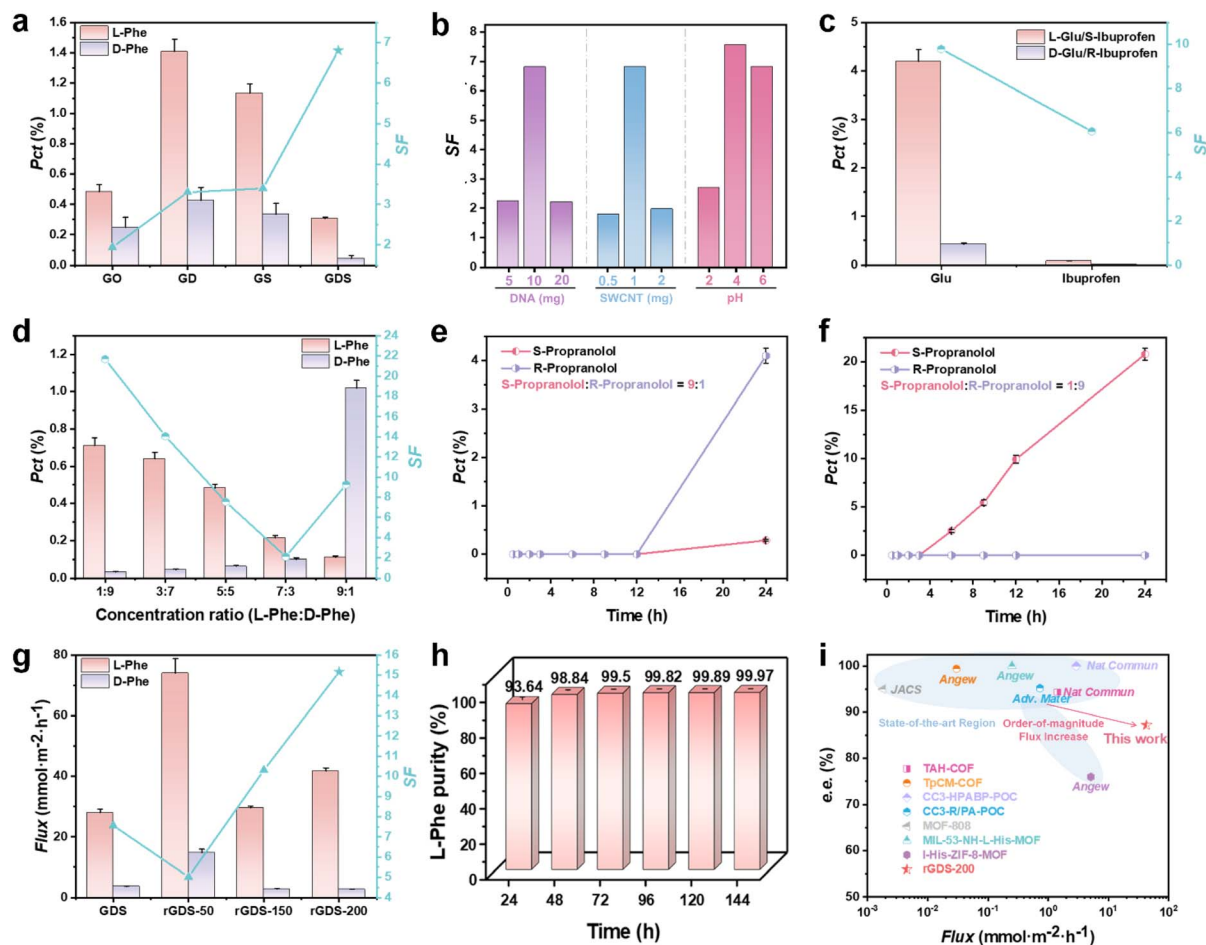 a
L-Phe
D-Phe
Pct (%)
1.6
1.4
1.2
1.0
0.8
0.6
0.4
0.2
0.0
7
6
5
4
3
2
SF
GO GD GS GDS
b
SF
8
7
6
5
4
3
2
1
0
5 10 20 0.5 1 2 2 4 6
DNA (mg) SWCNT (mg) pH
c
L-Glu/S-Ibuprofen
D-Glu/R-Ibuprofen
Pct (%)
5
4
3
2
1
0
10
8
6
4
2
0
SF
Glu Ibuprofen
d
L-Phe
D-Phe
Pct (%)
1.2
1.0
0.8
0.6
0.4
0.2
0.0
24
22
20
18
16
14
12
10
8
6
4
2
0
SF
1:9 3:7 5:5 7:3 9:1
Concentration ratio (L-Phe:D-Phe)
e
S-Propranolol
R-Propranolol
S-Propranolol:R-Propranolol = 9:1
Pct (%)
4
3
2
1
0
0 4 8 12 16 20 24
Time (h)
f
S-Propranolol
R-Propranolol
S-Propranolol:R-Propranolol = 1:9
Pct (%)
20
15
10
5
0
0 4 8 12 16 20 24
Time (h)
g
L-Phe
D-Phe
Flux (mmol·m-2·h-1)
80
60
40
20
0
16
15
14
13
12
11
10
9
8
7
6
5
4
SF
GDS rGDS-50 rGDS-150 rGDS-200
h
L-Phe purity (%)
100
80
60
40
20
0
93.64 98.84 99.5 99.82 99.89 99.97
24 48 72 96 120 144
Time (h)
i
e.e. (%)
100
90
80
70
60
50
Nat Commun
Angew
Angew
JACS
Adv. Mater
Nat Commun
State-of-the-art Region
Order-of-magnitude
Flux Increase
This work
Angew
TAH-COF
TpCM-COF
CC3-HPABP-POC
CC3-R/PA-POC
MOF-808
MIL-53-NH-L-His-MOF
l-His-ZIF-8-MOF
rGDS-200
10-3 10-2 10-1 100 101 102
Flux (mmol·m-2·h-1)